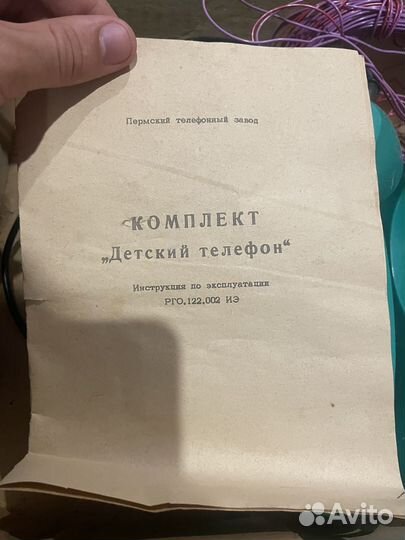 Пермский телефонный завод
КОМПЛЕКТ
„Детский телефон“
Инструкция по эксплуатации
РГО.122.002 ИЭ
Avito